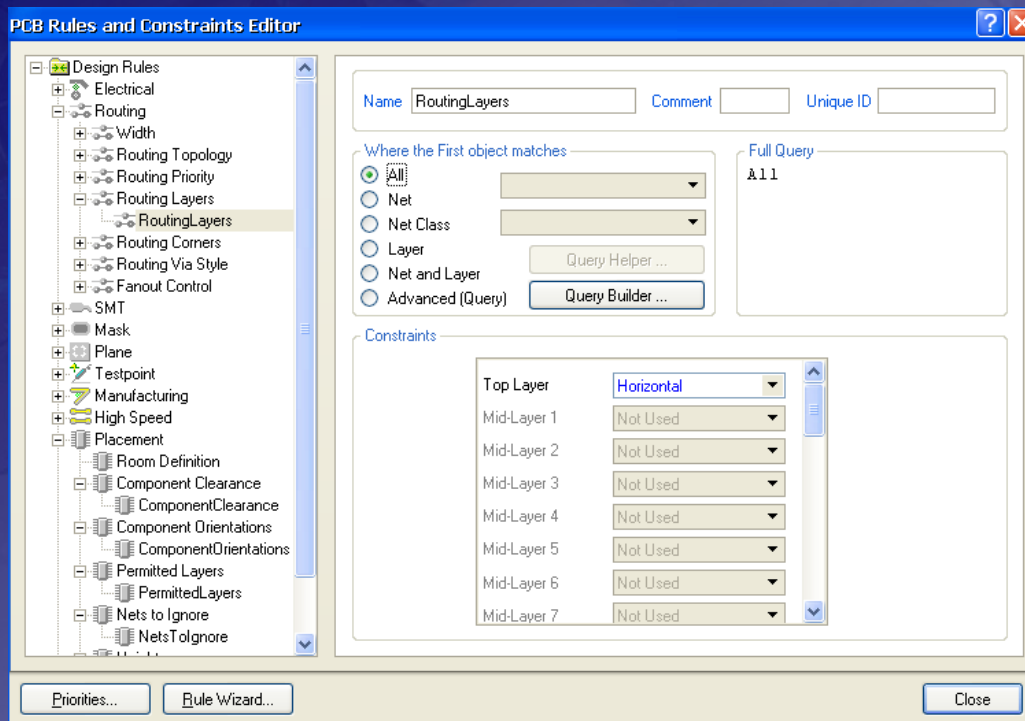 PCB Rules and Constraints Editor
Design Rules
Electrical
Routing
Width
Routing Topology
Routing Priority
Routing Layers
RoutingLayers
Routing Corners
Routing Via Style
Fanout Control
SMT
Mask
Plane
Testpoint
Manufacturing
High Speed
Placement
Room Definition
Component Clearance
ComponentClearance
Component Orientations
ComponentOrientations
Permitted Layers
PermittedLayers
Nets to Ignore
NetsToIgnore
Name RoutingLayers Comment Unique ID
Where the First object matches
All
Net
Net Class
Layer
Net and Layer
Advanced (Query)
Query Helper ...
Query Builder ...
Full Query
All
Constraints
Top Layer Horizontal
Mid-Layer 1 Not Used
Mid-Layer 2 Not Used
Mid-Layer 3 Not Used
Mid-Layer 4 Not Used
Mid-Layer 5 Not Used
Mid-Layer 6 Not Used
Mid-Layer 7 Not Used
Priorities... Rule Wizard... Close